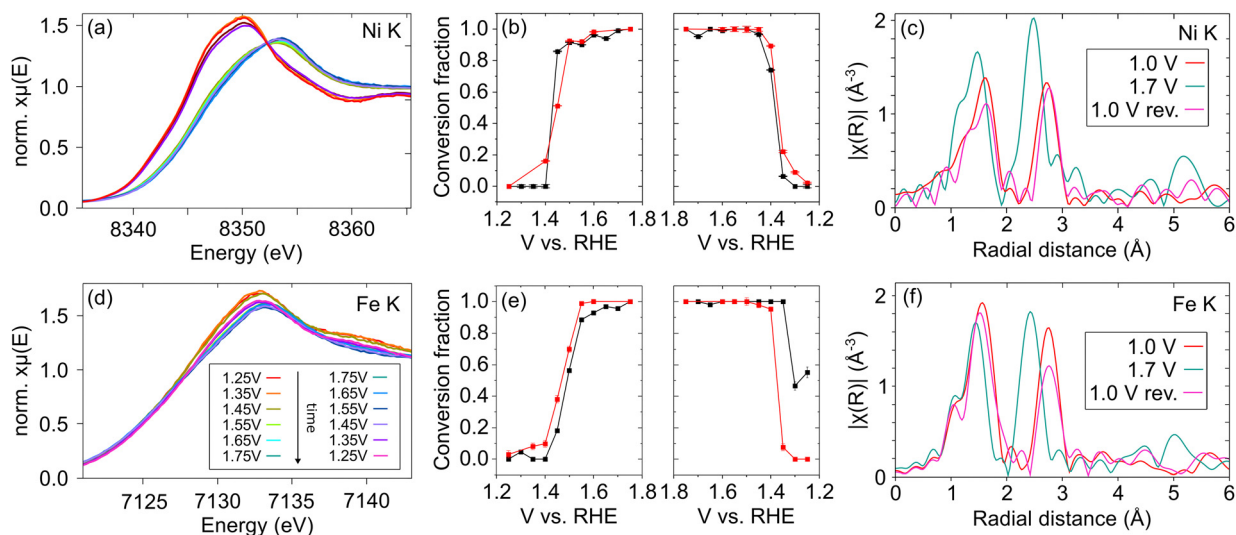 (a)
Ni K
norm. xμ(E)
1.5
1.0
0.5
0.0
8340
8350
8360
Energy (eV)
(b)
Conversion fraction
1.0
0.8
0.6
0.4
0.2
0.0
1.2
1.4
1.6
1.8
1.8
1.6
1.4
1.2
V vs. RHE
V vs. RHE
(c)
Ni K
|χ(R)| (Å-3)
2
1
0
1.0 V
1.7 V
1.0 V rev.
0
1
2
3
4
5
6
Radial distance (Å)
(d)
Fe K
norm. xμ(E)
1.5
1.0
0.5
0.0
1.25V
1.35V
1.45V
1.55V
1.65V
1.75V
time
1.75V
1.65V
1.55V
1.45V
1.35V
1.25V
7125
7130
7135
7140
Energy (eV)
(e)
Conversion fraction
1.0
0.8
0.6
0.4
0.2
0.0
1.2
1.4
1.6
1.8
1.8
1.6
1.4
1.2
V vs. RHE
V vs. RHE
(f)
Fe K
|χ(R)| (Å-3)
2
1
0
1.0 V
1.7 V
1.0 V rev.
0
1
2
3
4
5
6
Radial distance (Å)